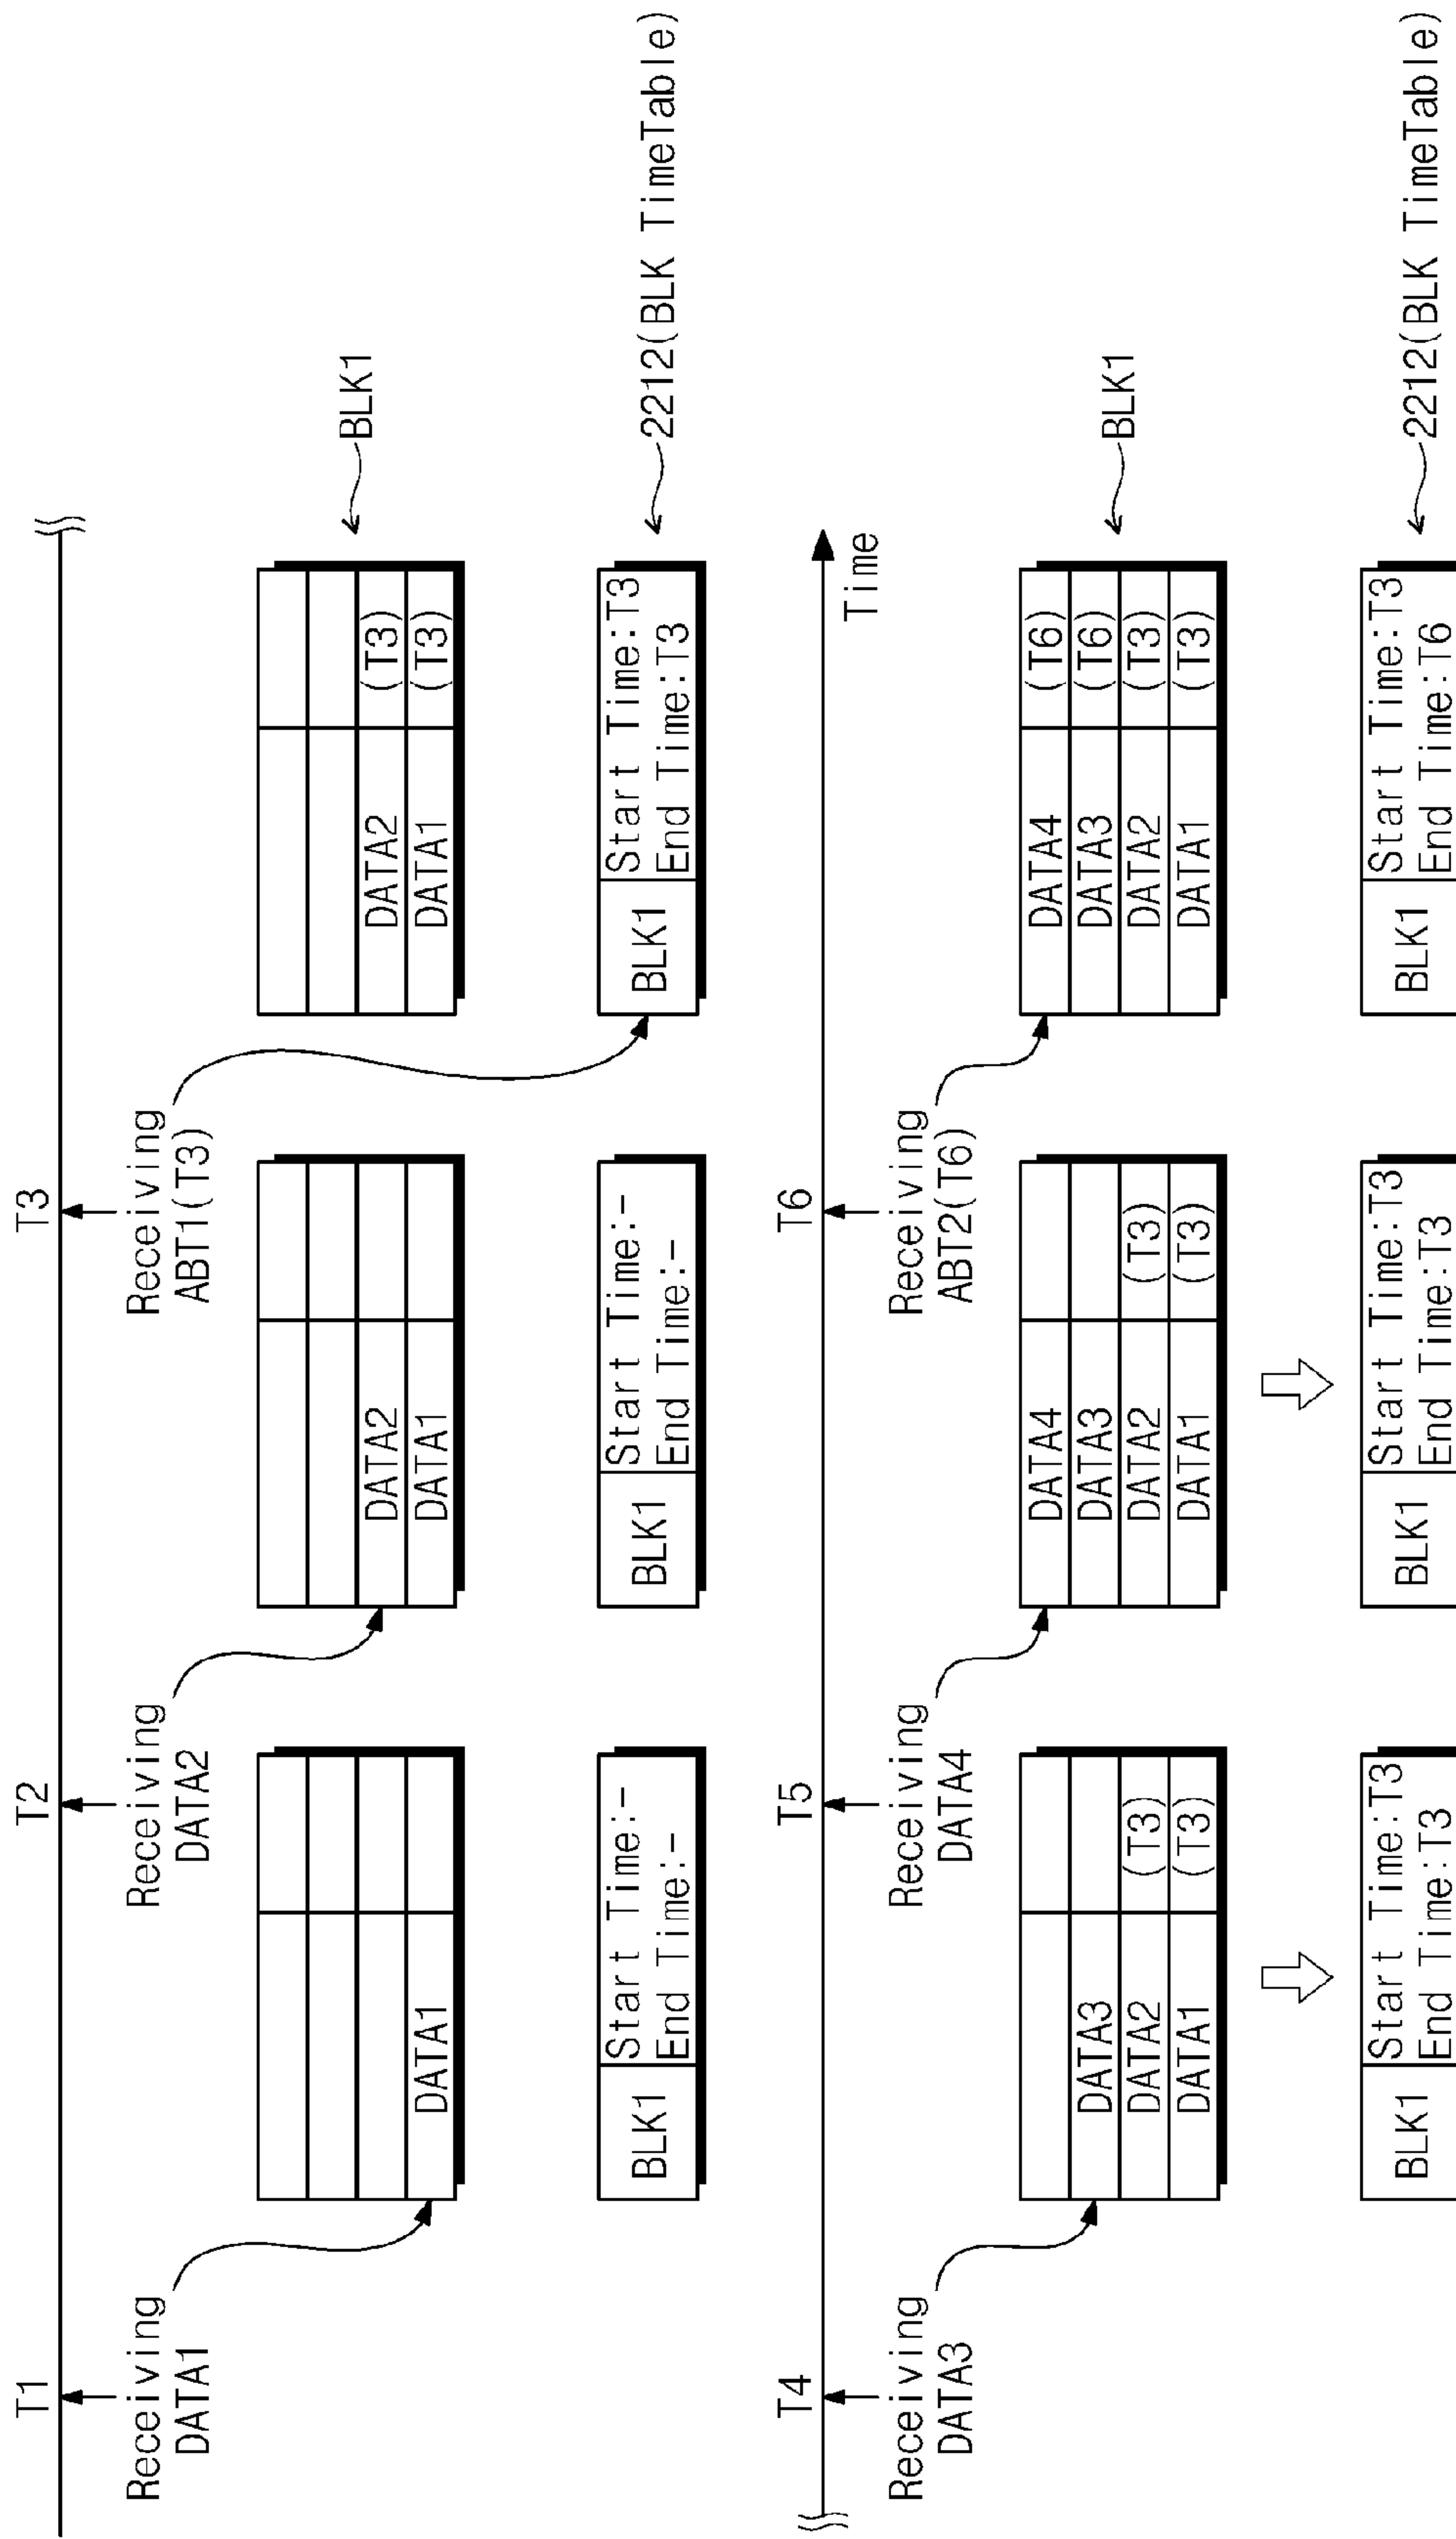 T1
T2
T3
Receiving
DATA1
Receiving
DATA2
Receiving
ABT1(T3)
DATA1
DATA2
DATA1
DATA2 (T3)
DATA1 (T3)
BLK1
BLK1
Start Time:-
End Time:-
BLK1
Start Time:-
End Time:-
BLK1
Start Time:T3
End Time:T3
2212(BLK TimeTable)
T4
T5
T6
Time
Receiving
DATA3
Receiving
DATA4
Receiving
ABT2(T6)
DATA3
DATA2 (T3)
DATA1 (T3)
DATA4
DATA3
DATA2 (T3)
DATA1 (T3)
DATA4 (T6)
DATA3 (T6)
DATA2 (T3)
DATA1 (T3)
BLK1
BLK1
Start Time:T3
End Time:T3
BLK1
Start Time:T3
End Time:T3
BLK1
Start Time:T3
End Time:T6
2212(BLK TimeTable)